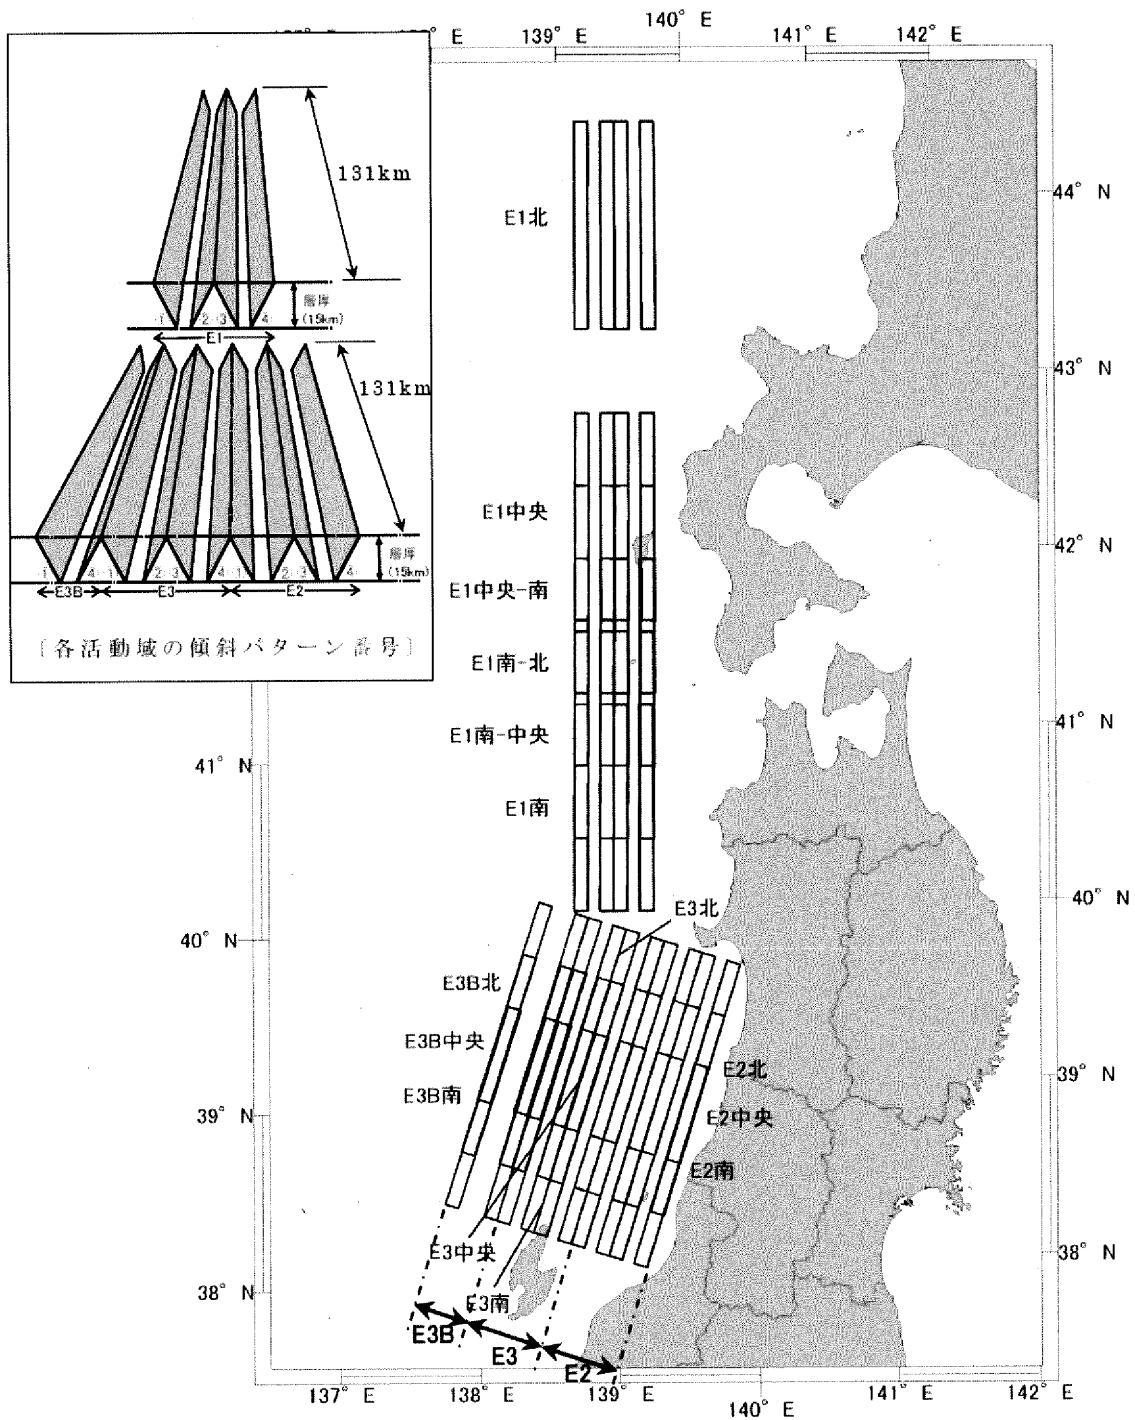 139° E
140° E
141° E
142° E
131km
層厚
(15km)
1
2
3
4
E1
131km
層厚
(15km)
1
4
1
2
3
4
1
2
3
4
E3B
E3
E2
〔各活動域の傾斜パターン番号〕
44° N
43° N
42° N
41° N
40° N
39° N
38° N
41° N
40° N
39° N
38° N
E1北
E1中央
E1中央-南
E1南-北
E1南-中央
E1南
E3北
E3B北
E3B中央
E3B南
E2北
E2中央
E2南
E3中央
E3南
E3B
E3
E2
137° E
138° E
139° E
140° E
141° E
142° E